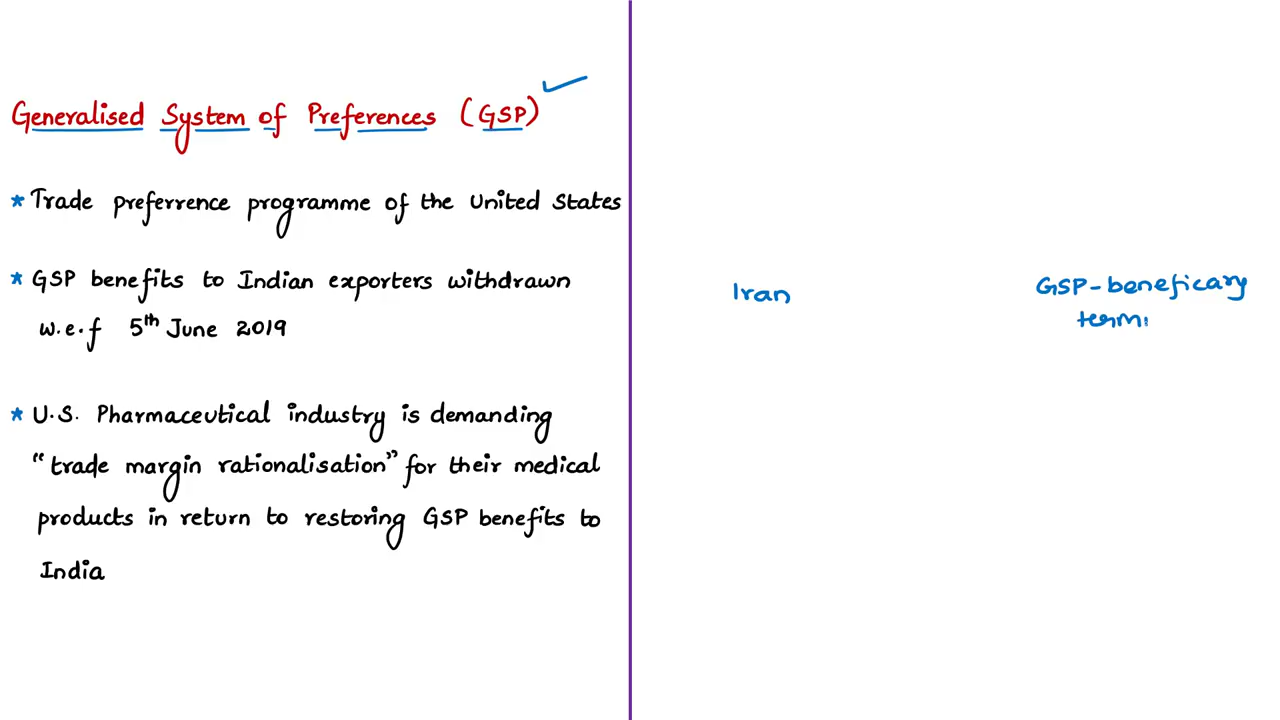 Generalised System of Preferences (GSP)
* Trade preferrence programme of the United States
* GSP benefits to Indian exporters withdrawn
w.e.f 5th June 2019
* U.S. Pharmaceutical industry is demanding
"trade margin rationalisation" for their medical
products in return to restoring GSP benefits to
India
Iran
GSP-beneficary
term